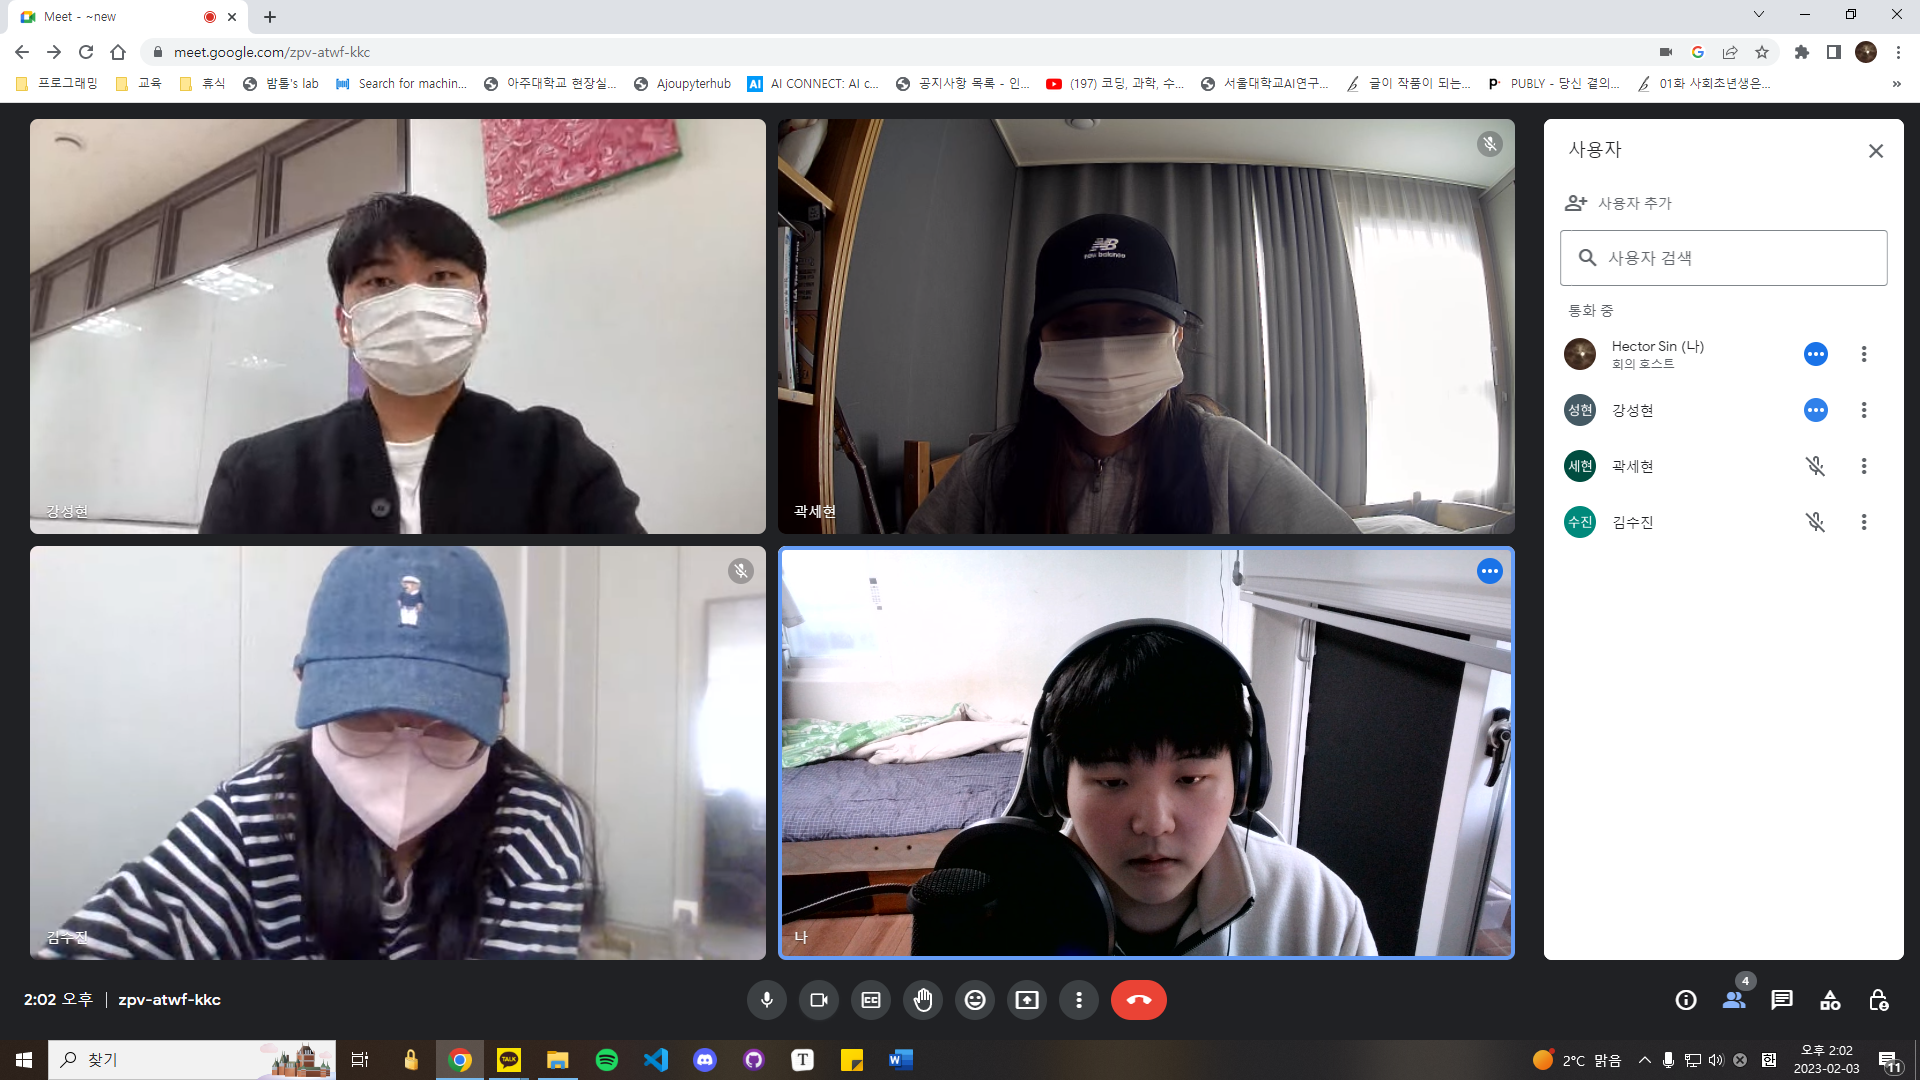 Meet - ~new
meet.google.com/zpv-atwf-kkc
프로그래밍
교육
휴식
밤톨's lab
Search for machin...
아주대학교 현장실...
Ajoupyterhub
AI CONNECT: AI c...
공지사항 목록 - 인...
(197) 코딩, 과학, 수...
서울대학교AI연구...
글이 작품이 되는...
PUBLY - 당신 곁의...
01화 사회초년생은...
NB
new balance
강성현
곽세현
김수진
나
사용자
사용자 추가
사용자 검색
통화 중
Hector Sin (나)
회의 호스트
성현
강성현
세현
곽세현
수진
김수진
2:02 오후 | zpv-atwf-kkc
4
찾기
TALK
2°C 맑음
한
오후 2:02
2023-02-03
11